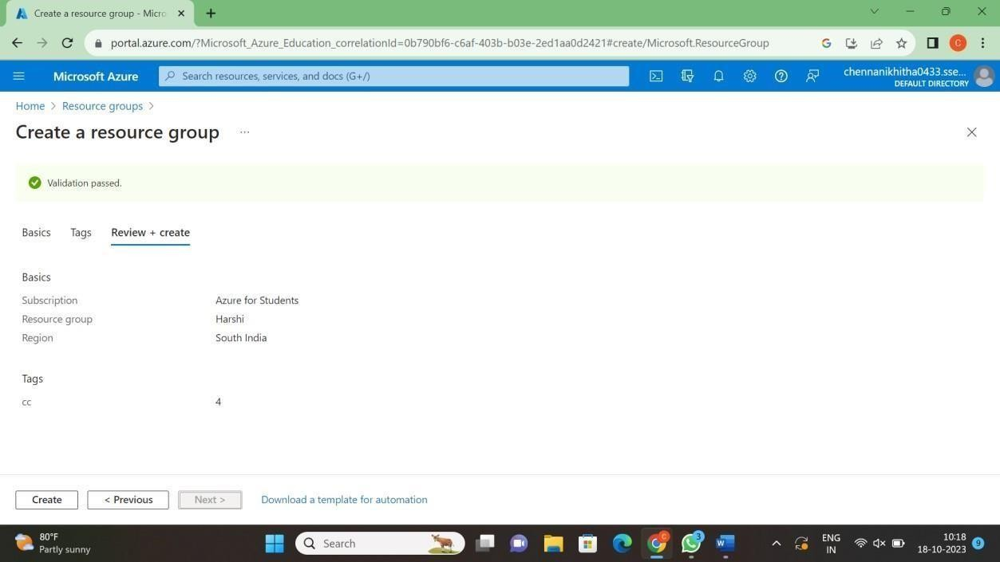 Create a resource group - Micro
portal.azure.com/?Microsoft_Azure_Education_correlationId=0b790bf6-c6af-403b-b03e-2ed1aa0d2421#create/Microsoft.ResourceGroup
C
Microsoft Azure
Search resources, services, and docs (G+/)
chennanikhitha0433.sse...
DEFAULT DIRECTORY
Home > Resource groups >
Create a resource group ...
Validation passed.
Basics Tags Review + create
Basics
Subscription Azure for Students
Resource group Harshi
Region South India
Tags
cc 4
Create < Previous Next > Download a template for automation
80°F
Partly sunny
Search
C
3
W
ENG
IN
10:18
18-10-2023
9